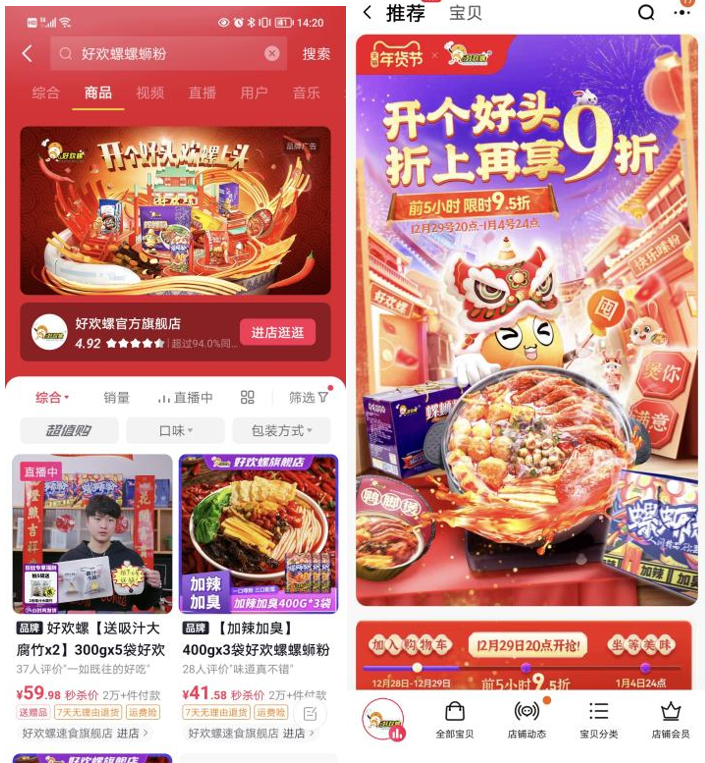 14:20
好欢螺螺蛳粉
搜索
综合
商品
视频
直播
用户
音乐
好欢螺
开个好头 欢螺上头
品牌广告
好欢螺官方旗舰店
4.92
超过94.0%同...
进店逛逛
综合
销量
直播中
筛选
超值购
口味
包装方式
直播中
品牌 好欢螺【送吸汁大
腐竹x2】300gx5袋好欢
37人评价"一如既往的好吃"
¥59.98 秒杀价 2万+件付款
送赠品 7天无理由退货 运费险
好欢螺速食旗舰店 进店
好欢螺旗舰店
加辣
加臭
加辣加臭400G*3袋
品牌 【加辣加臭】
400gx3袋好欢螺螺蛳粉
28人评价"味道真不错"
¥41.58 秒杀价 2万+件付款
7天无理由退货 运费险
好欢螺速食旗舰店 进店
推荐
宝贝
天猫
年货节
×
好欢螺
开个好头
折上再享9折
前5小时 限时9.5折
12月29号20点-1月4号24点
快乐嗦粉
好欢螺
囤
煲你
满意
螺蛳粉
鸭脚煲
螺蛳粉
加辣
加臭
加入购物车
12月29日20点开抢!
坐等美味
12月28日-12月29日
前5小时9.5折
1月4日24点
全部宝贝
店铺动态
宝贝分类
店铺会员